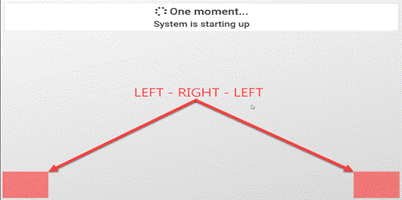 One moment...
System is starting up
LEFT - RIGHT - LEFT